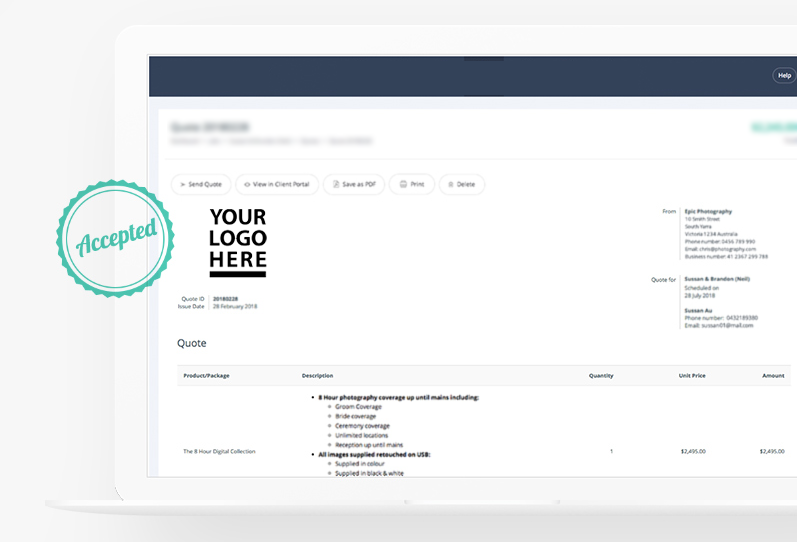 Help
Quote 20180228
Send Quote
View in Client Portal
Save as PDF
Print
Delete
Accepted
YOUR
LOGO
HERE
From
Epic Photography
10 Smith Street
South Yarra
Victoria 1234 Australia
Phone number: 0456 789 990
Email: chris@photography.com
Business number: 41 2367 299 788
Quote ID 20180228
Issue Date 28 February 2018
Quote for
Sussan & Brandon (Neil)
Scheduled on
28 July 2018
Sussan Au
Phone number: 0432189380
Email: sussan01@mail.com
Quote
Product/Package Description Quantity Unit Price Amount
• 8 Hour photography coverage up until mains including:
Groom Coverage
Bride coverage
Ceremony coverage
Unlimited locations
Reception up until mains
The 8 Hour Digital Collection 1 $2,495.00 $2,495.00
• All images supplied retouched on USB:
Supplied in colour
Supplied in black & white